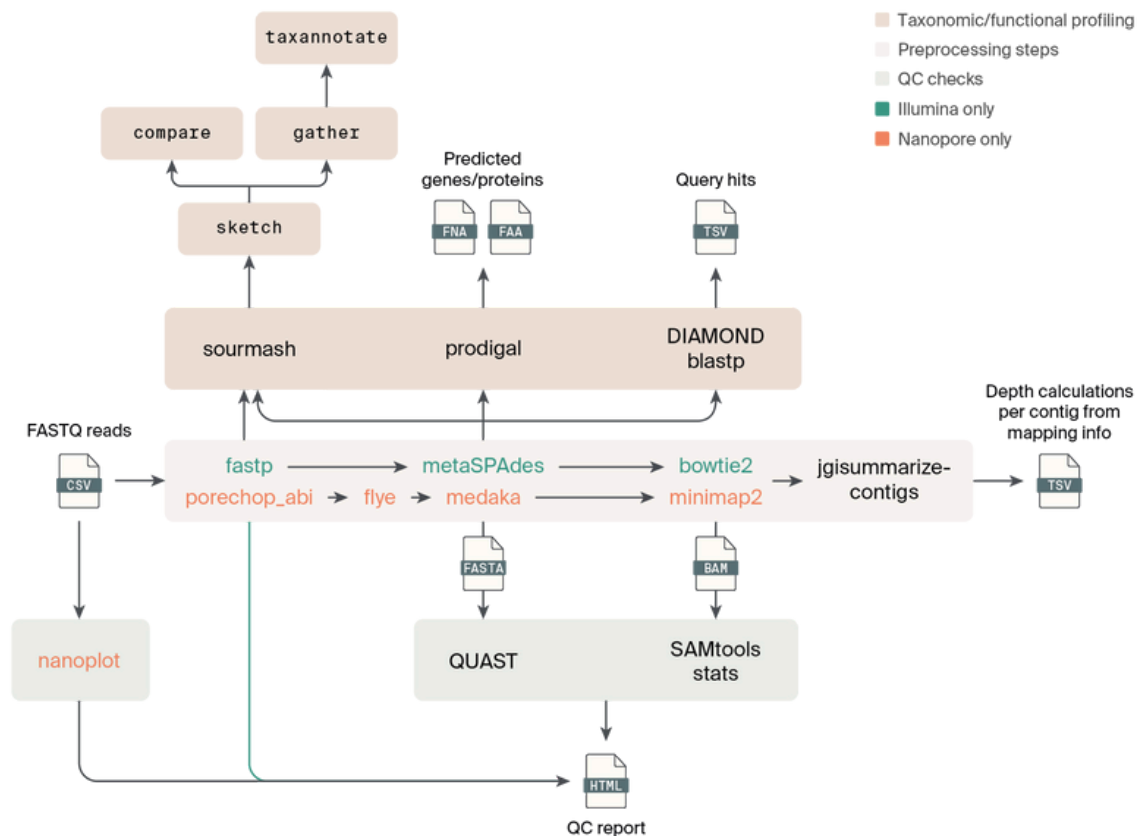 taxannotate
Taxonomic/functional profiling
Preprocessing steps
QC checks
Illumina only
Nanopore only
compare
gather
sketch
Predicted
genes/proteins
FNA
FAA
Query hits
TSV
sourmash
prodigal
DIAMOND
blastp
FASTQ reads
CSV
fastp
metaSPAdes
bowtie2
porechop_abi
flye
medaka
minimap2
jgisummarize-
contigs
Depth calculations
per contig from
mapping info
TSV
FASTA
BAM
nanoplot
QUAST
SAMtools
stats
HTML
QC report